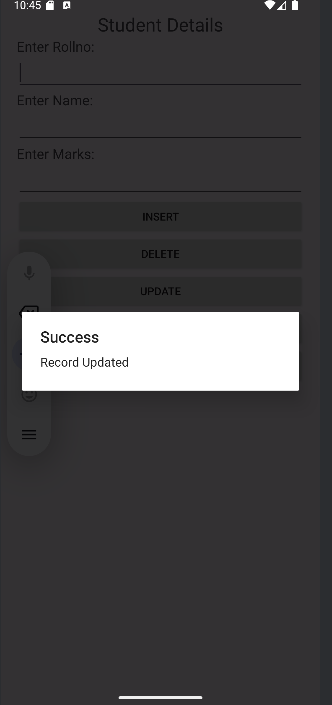 10:45
Student Details
Enter Rollno:
Enter Name:
Enter Marks:
INSERT
DELETE
UPDATE
Success
Record Updated